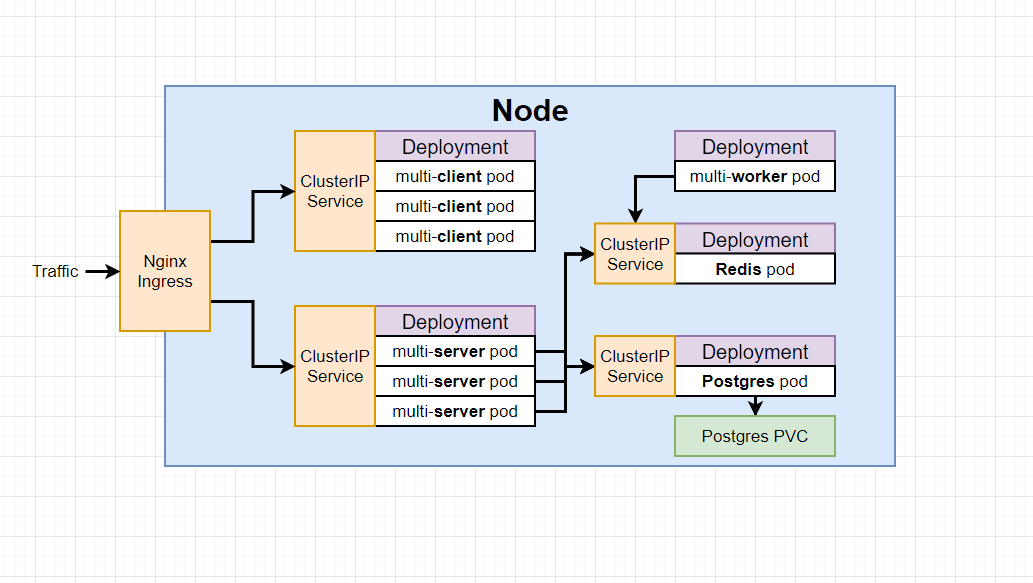 Node
Traffic
Nginx
Ingress
ClusterIP
Service
Deployment
multi-client pod
multi-client pod
multi-client pod
ClusterIP
Service
Deployment
multi-server pod
multi-server pod
multi-server pod
Deployment
multi-worker pod
ClusterIP
Service
Deployment
Redis pod
ClusterIP
Service
Deployment
Postgres pod
Postgres PVC